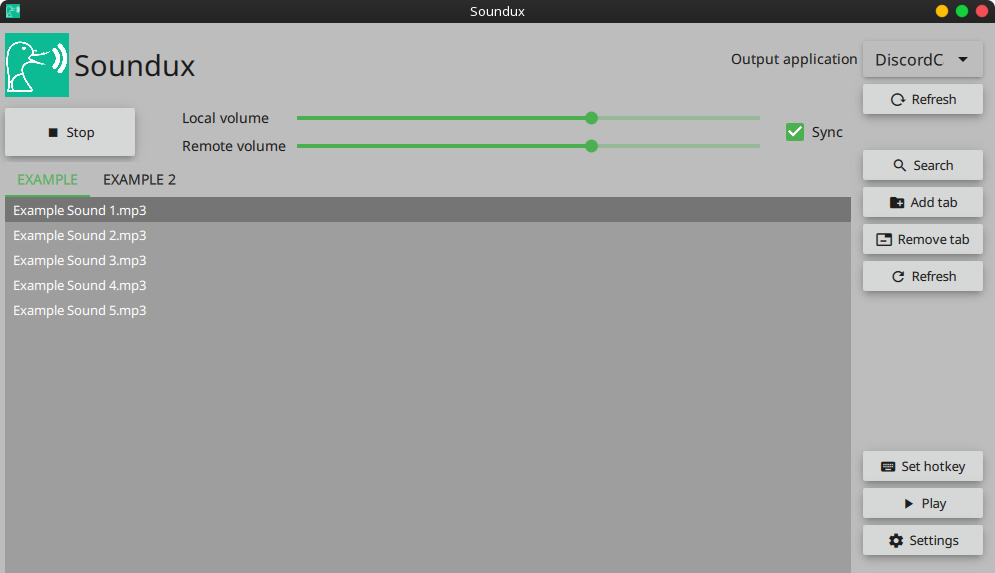 Soundux
Soundux
Output application
DiscordC
Refresh
Stop
Local volume
Remote volume
Sync
EXAMPLE
EXAMPLE 2
Search
Add tab
Remove tab
Refresh
Example Sound 1.mp3
Example Sound 2.mp3
Example Sound 3.mp3
Example Sound 4.mp3
Example Sound 5.mp3
Set hotkey
Play
Settings